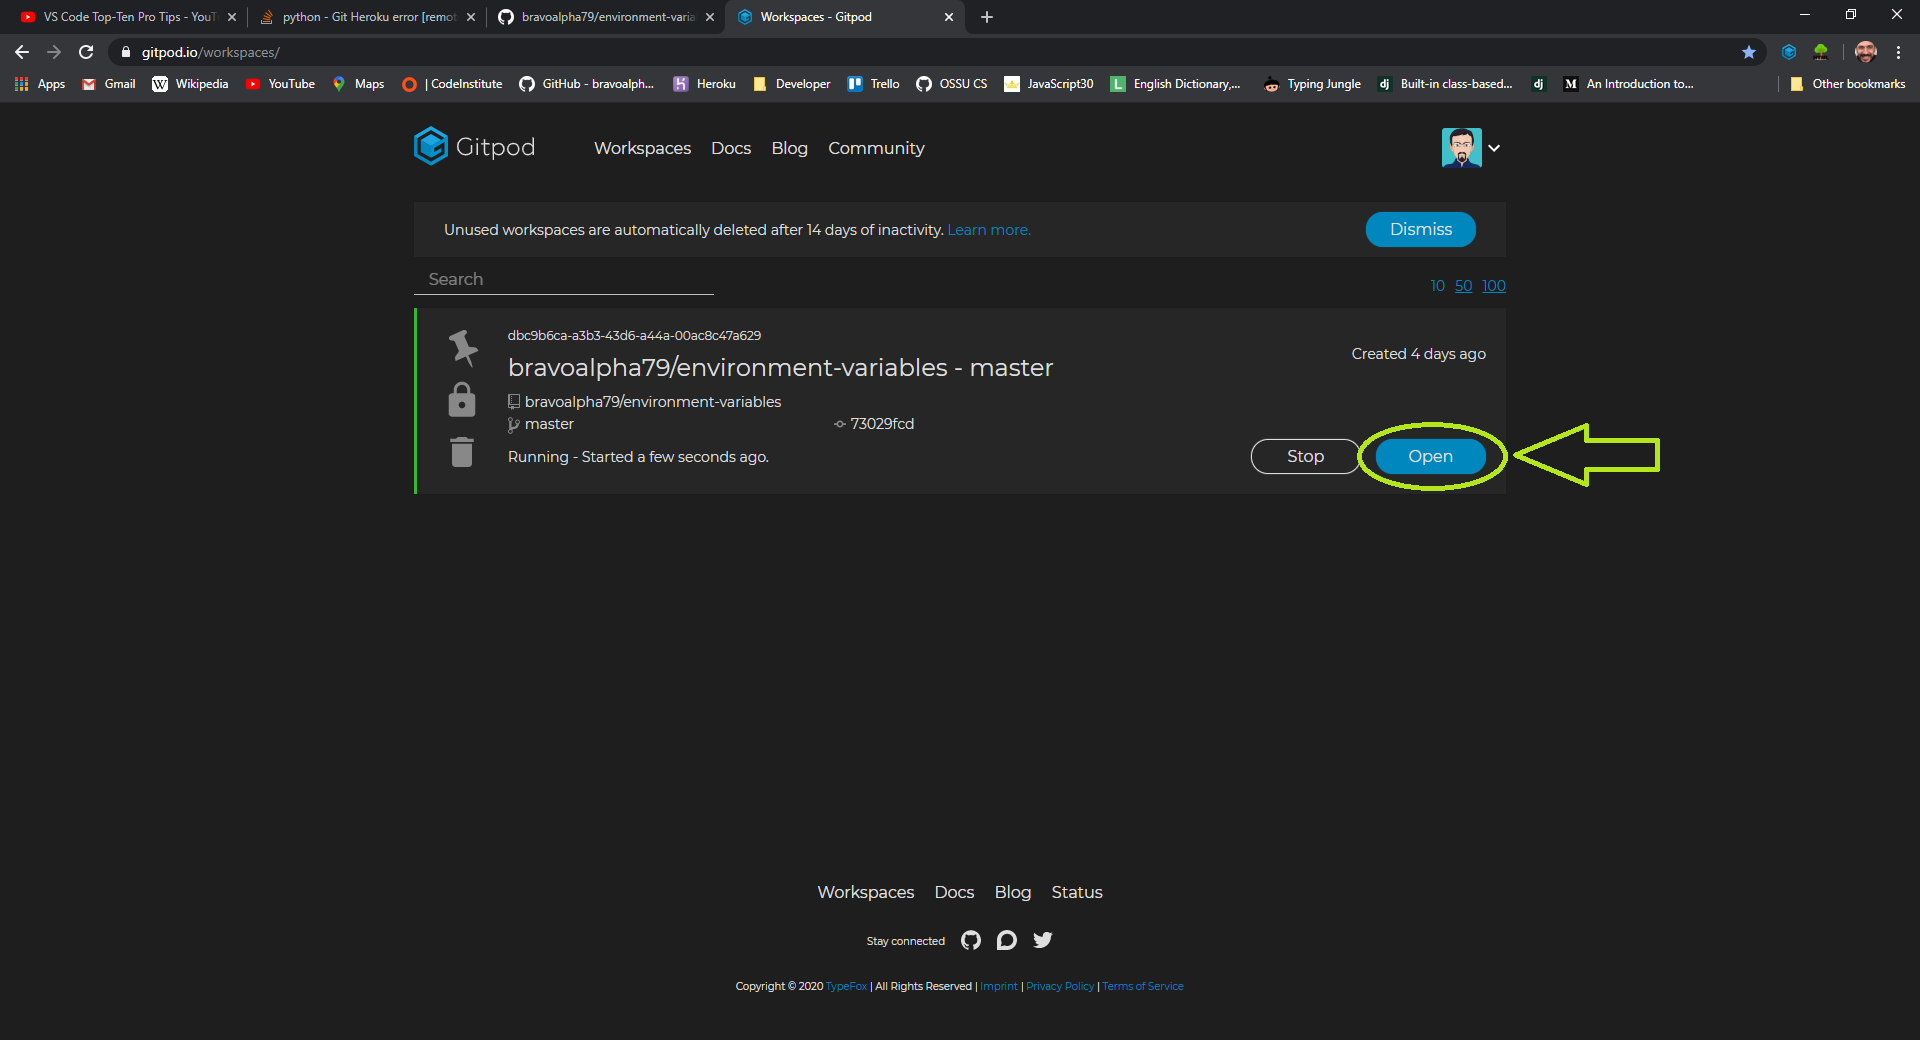 VS Code Top-Ten Pro Tips - YouT
python - Git Heroku error [remot
bravoalpha79/environment-varia
Workspaces - Gitpod
gitpod.io/workspaces/
Apps
Gmail
W Wikipedia
YouTube
Maps
| CodeInstitute
GitHub - bravoalph...
Heroku
Developer
Trello
OSSU CS
JavaScript30
L English Dictionary,...
Typing Jungle
dj Built-in class-based...
dj
M An Introduction to...
Other bookmarks
Gitpod
Workspaces Docs Blog Community
Unused workspaces are automatically deleted after 14 days of inactivity. Learn more.
Dismiss
Search
10 50 100
dbc9b6ca-a3b3-43d6-a44a-00ac8c47a629
bravoalpha79/environment-variables - master
Created 4 days ago
bravoalpha79/environment-variables
master
73029fcd
Running - Started a few seconds ago.
Stop
Open
Workspaces Docs Blog Status
Stay connected
Copyright © 2020 TypeFox | All Rights Reserved | Imprint | Privacy Policy | Terms of Service